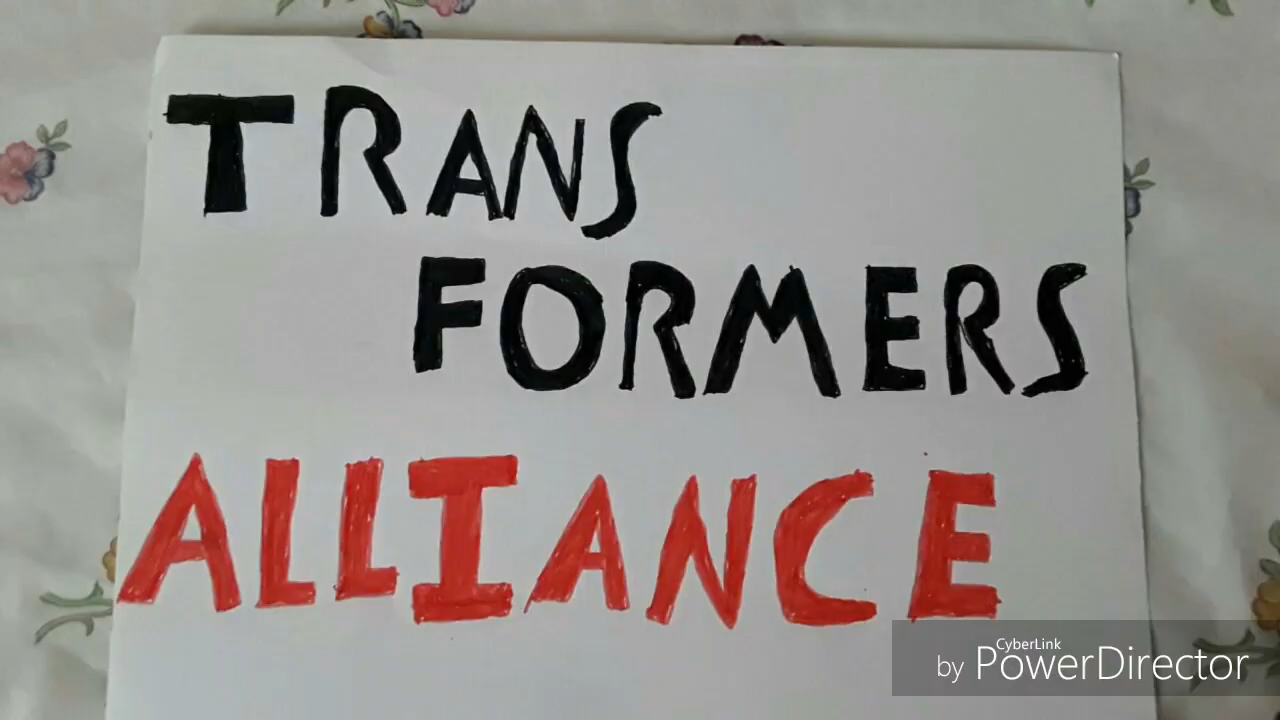 TRANS
FORMERS
ALLIANCE
CyberLink
by PowerDirector